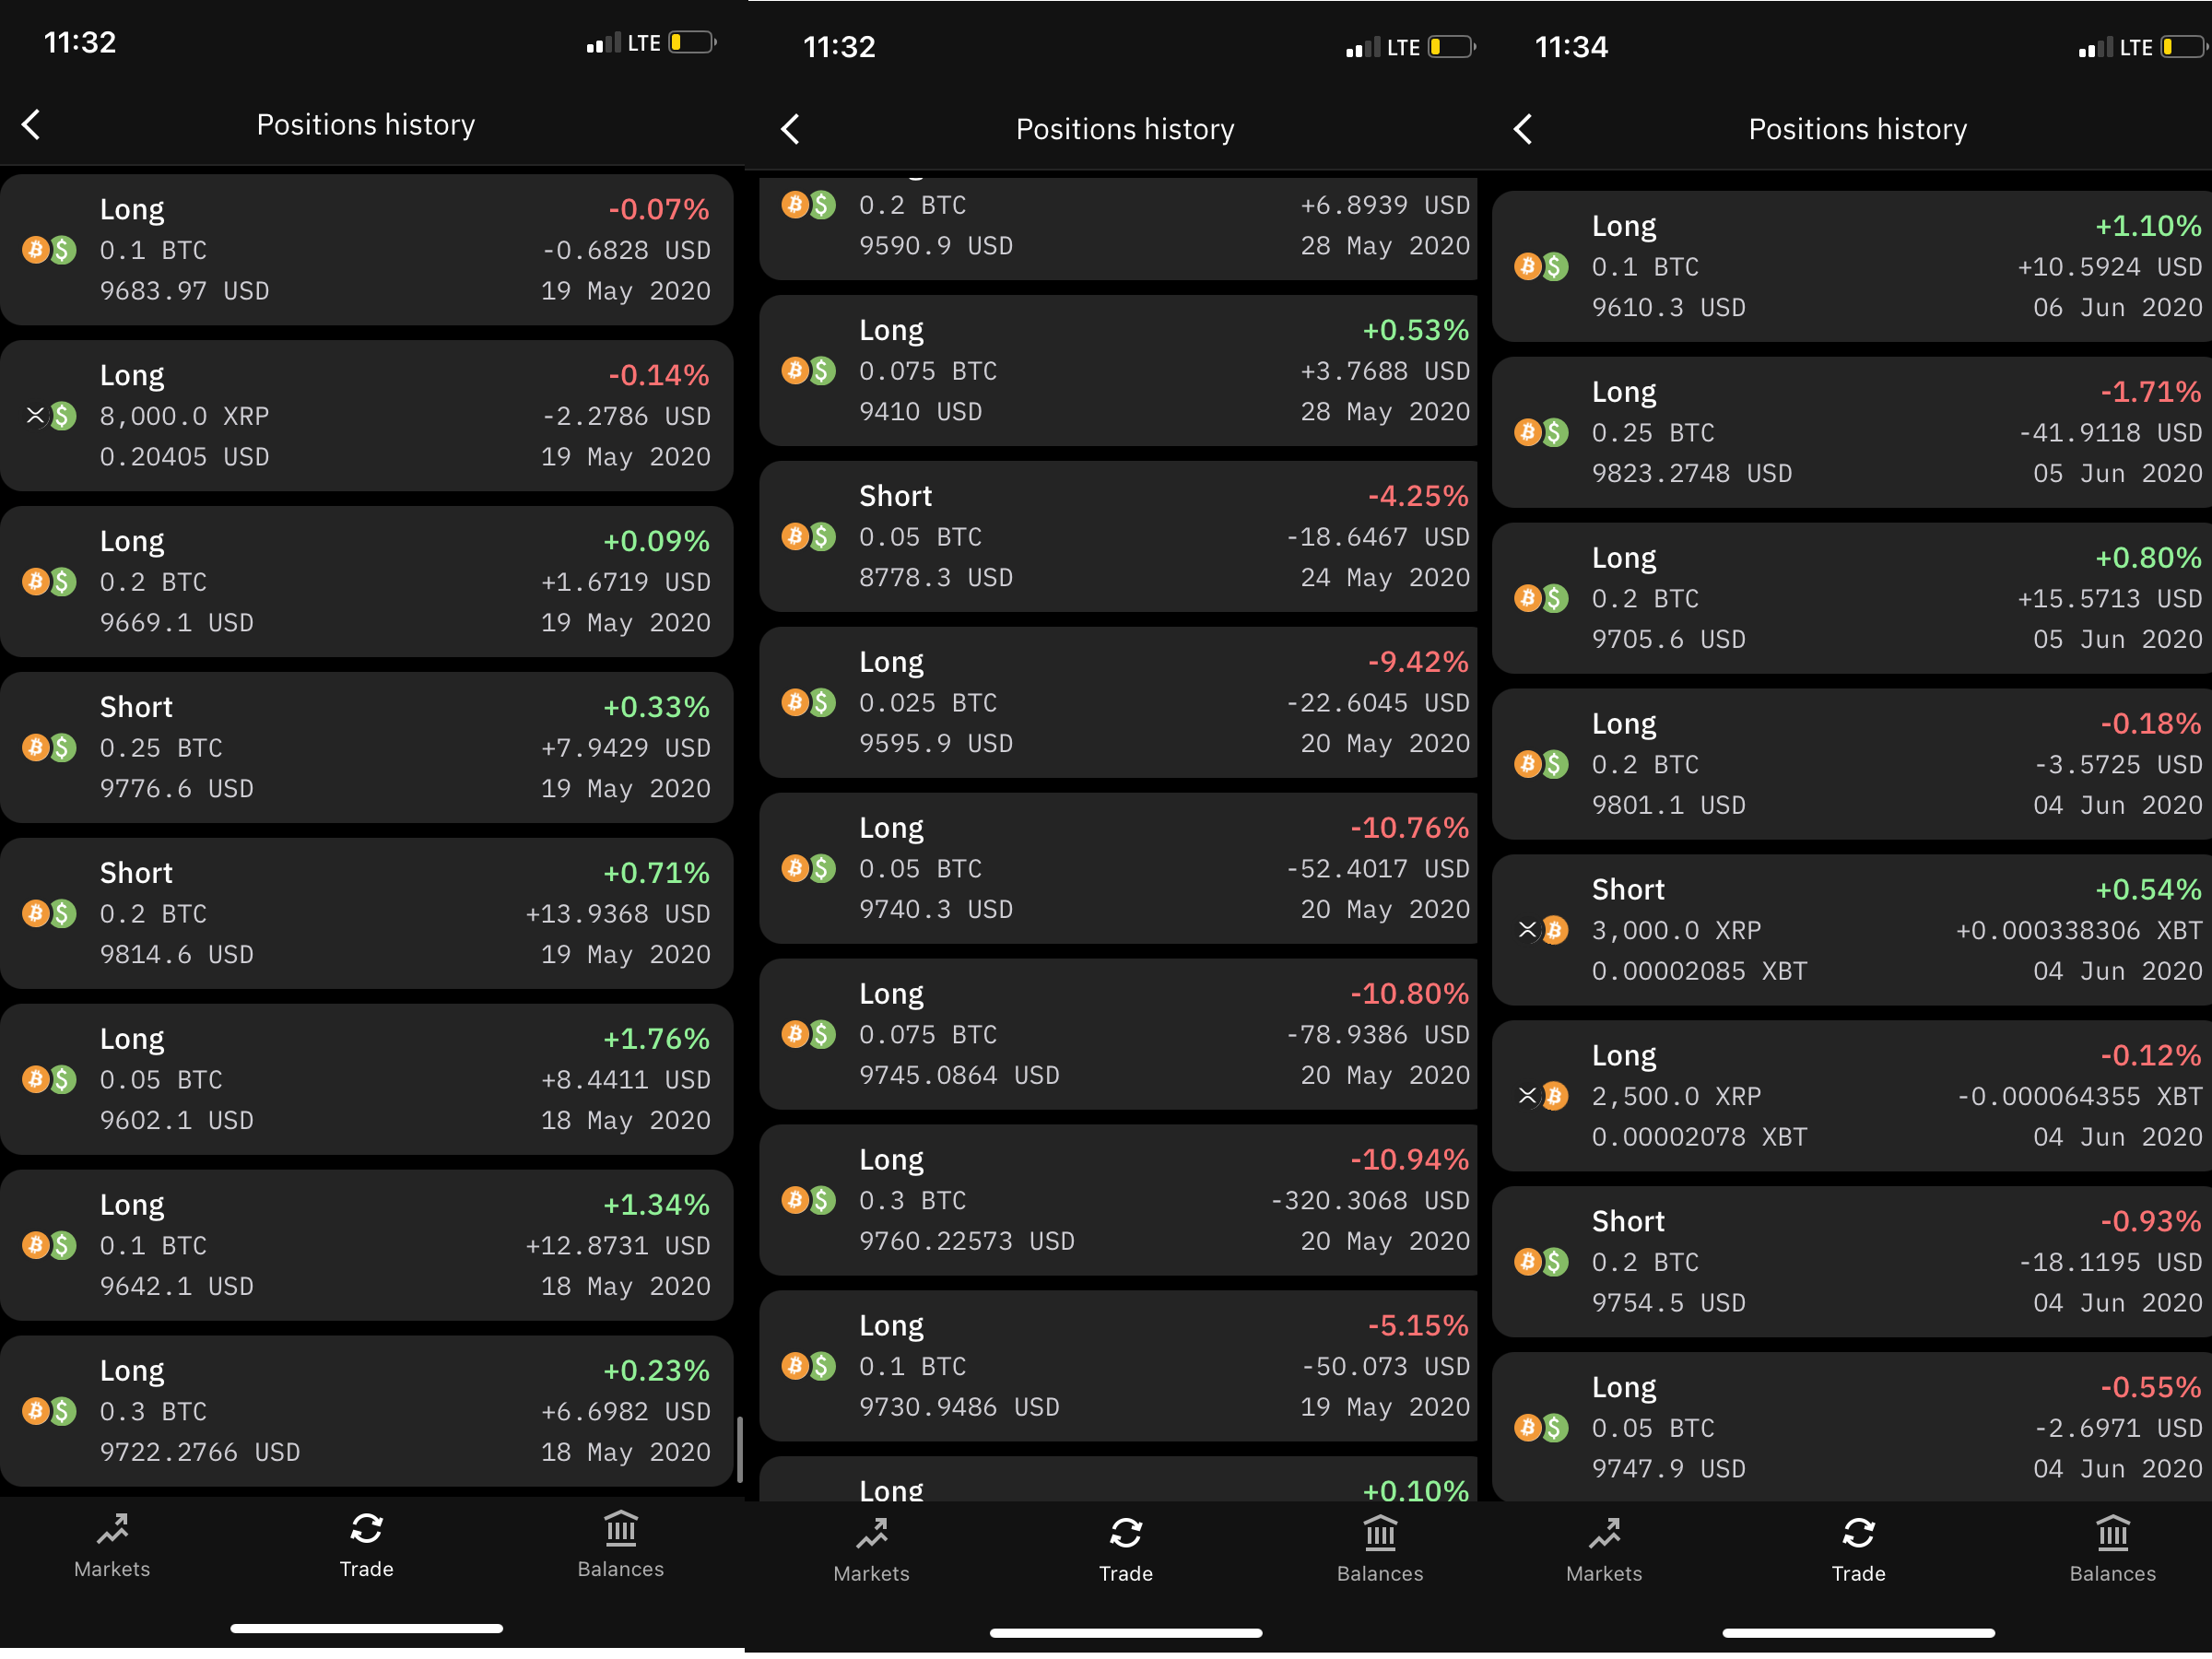 11:32
LTE
Positions history
Long -0.07%
0.1 BTC -0.6828 USD
9683.97 USD 19 May 2020
Long -0.14%
8,000.0 XRP -2.2786 USD
0.20405 USD 19 May 2020
Long +0.09%
0.2 BTC +1.6719 USD
9669.1 USD 19 May 2020
Short +0.33%
0.25 BTC +7.9429 USD
9776.6 USD 19 May 2020
Short +0.71%
0.2 BTC +13.9368 USD
9814.6 USD 19 May 2020
Long +1.76%
0.05 BTC +8.4411 USD
9602.1 USD 18 May 2020
Long +1.34%
0.1 BTC +12.8731 USD
9642.1 USD 18 May 2020
Long +0.23%
0.3 BTC +6.6982 USD
9722.2766 USD 18 May 2020
Markets Trade Balances
11:32 LTE
Positions history
0.2 BTC +6.8939 USD
9590.9 USD 28 May 2020
Long +0.53%
0.075 BTC +3.7688 USD
9410 USD 28 May 2020
Short -4.25%
0.05 BTC -18.6467 USD
8778.3 USD 24 May 2020
Long -9.42%
0.025 BTC -22.6045 USD
9595.9 USD 20 May 2020
Long -10.76%
0.05 BTC -52.4017 USD
9740.3 USD 20 May 2020
Long -10.80%
0.075 BTC -78.9386 USD
9745.0864 USD 20 May 2020
Long -10.94%
0.3 BTC -320.3068 USD
9760.22573 USD 20 May 2020
Long -5.15%
0.1 BTC -50.073 USD
9730.9486 USD 19 May 2020
Long +0.10%
Markets Trade Balances
11:34 LTE
Positions history
Long +1.10%
0.1 BTC +10.5924 USD
9610.3 USD 06 Jun 2020
Long -1.71%
0.25 BTC -41.9118 USD
9823.2748 USD 05 Jun 2020
Long +0.80%
0.2 BTC +15.5713 USD
9705.6 USD 05 Jun 2020
Long -0.18%
0.2 BTC -3.5725 USD
9801.1 USD 04 Jun 2020
Short +0.54%
3,000.0 XRP +0.000338306 XBT
0.00002085 XBT 04 Jun 2020
Long -0.12%
2,500.0 XRP -0.000064355 XBT
0.00002078 XBT 04 Jun 2020
Short -0.93%
0.2 BTC -18.1195 USD
9754.5 USD 04 Jun 2020
Long -0.55%
0.05 BTC -2.6971 USD
9747.9 USD 04 Jun 2020
Markets Trade Balances